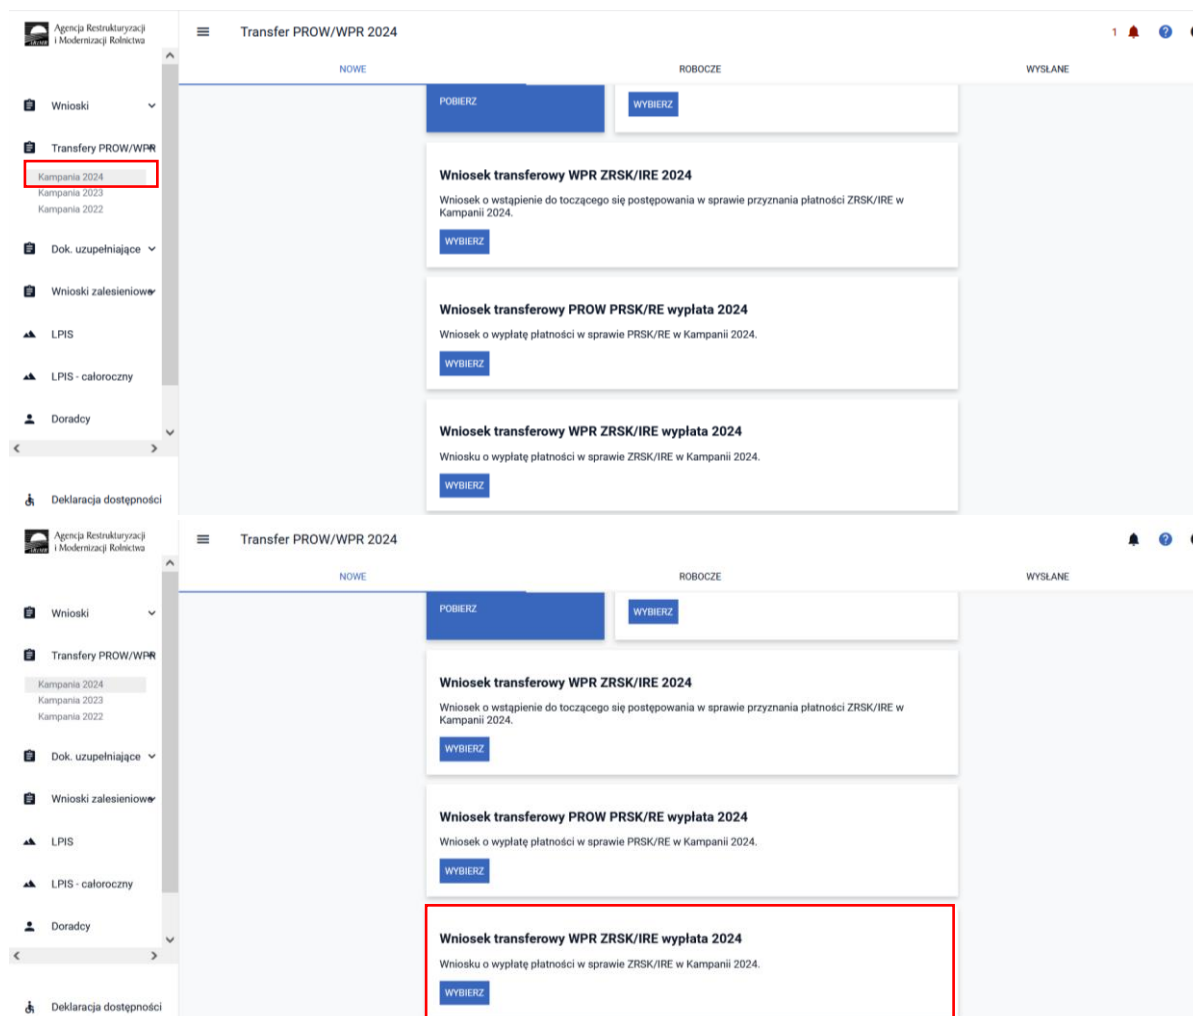 Agencja Restrukturyzacji
i Modernizacji Rolnictwa
Transfer PROW/WPR 2024
1
NOWE
ROBOCZE
WYSŁANE
Wnioski
Transfery PROW/WPR
Kampania 2024
Kampania 2023
Kampania 2022
Dok. uzupełniające
Wnioski zalesieniowe
LPIS
LPIS - całoroczny
Doradcy
Deklaracja dostępności
POBIERZ
WYBIERZ
Wniosek transferowy WPR ZRSK/IRE 2024
Wniosek o wstąpienie do toczącego się postępowania w sprawie przyznania płatności ZRSK/IRE w
Kampanii 2024.
WYBIERZ
Wniosek transferowy PROW PRSK/RE wypłata 2024
Wniosek o wypłatę płatności w sprawie PRSK/RE w Kampanii 2024.
WYBIERZ
Wniosek transferowy WPR ZRSK/IRE wypłata 2024
Wniosku o wypłatę płatności w sprawie ZRSK/IRE w Kampanii 2024.
WYBIERZ
Agencja Restrukturyzacji
i Modernizacji Rolnictwa
Transfer PROW/WPR 2024
NOWE
ROBOCZE
WYSŁANE
Wnioski
Transfery PROW/WPR
Kampania 2024
Kampania 2023
Kampania 2022
Dok. uzupełniające
Wnioski zalesieniowe
LPIS
LPIS - całoroczny
Doradcy
Deklaracja dostępności
POBIERZ
WYBIERZ
Wniosek transferowy WPR ZRSK/IRE 2024
Wniosek o wstąpienie do toczącego się postępowania w sprawie przyznania płatności ZRSK/IRE w
Kampanii 2024.
WYBIERZ
Wniosek transferowy PROW PRSK/RE wypłata 2024
Wniosek o wypłatę płatności w sprawie PRSK/RE w Kampanii 2024.
WYBIERZ
Wniosek transferowy WPR ZRSK/IRE wypłata 2024
Wniosku o wypłatę płatności w sprawie ZRSK/IRE w Kampanii 2024.
WYBIERZ